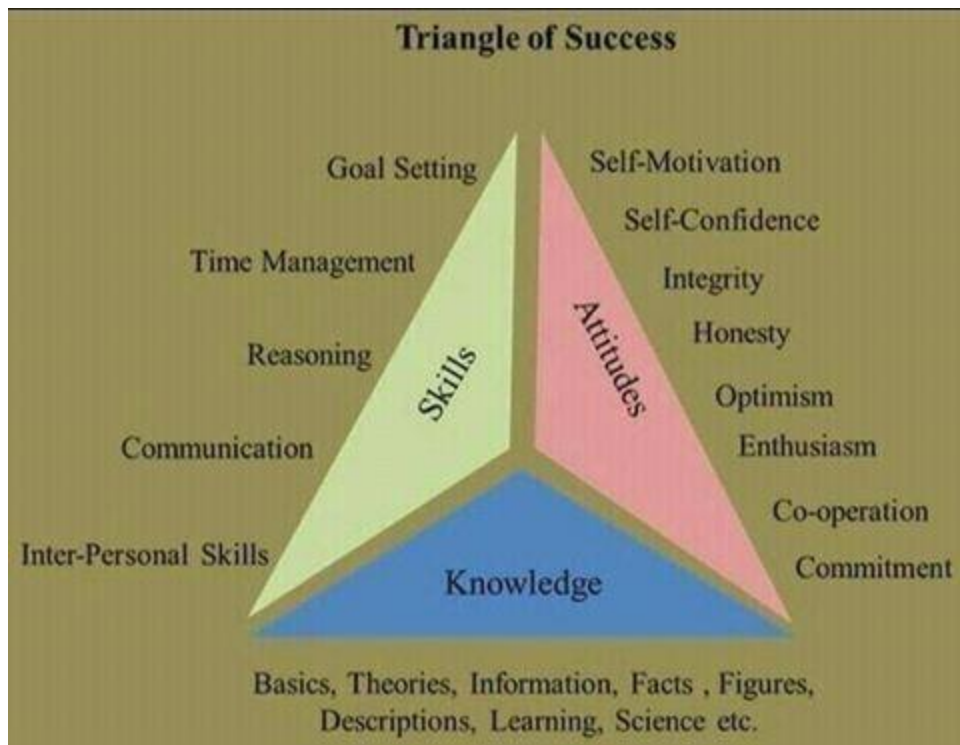 Triangle of Success
Goal Setting
Time Management
Reasoning
Communication
Inter-Personal Skills
Skills
Attitudes
Self-Motivation
Self-Confidence
Integrity
Honesty
Optimism
Enthusiasm
Co-operation
Commitment
Knowledge
Basics, Theories, Information, Facts , Figures,
Descriptions, Learning, Science etc.